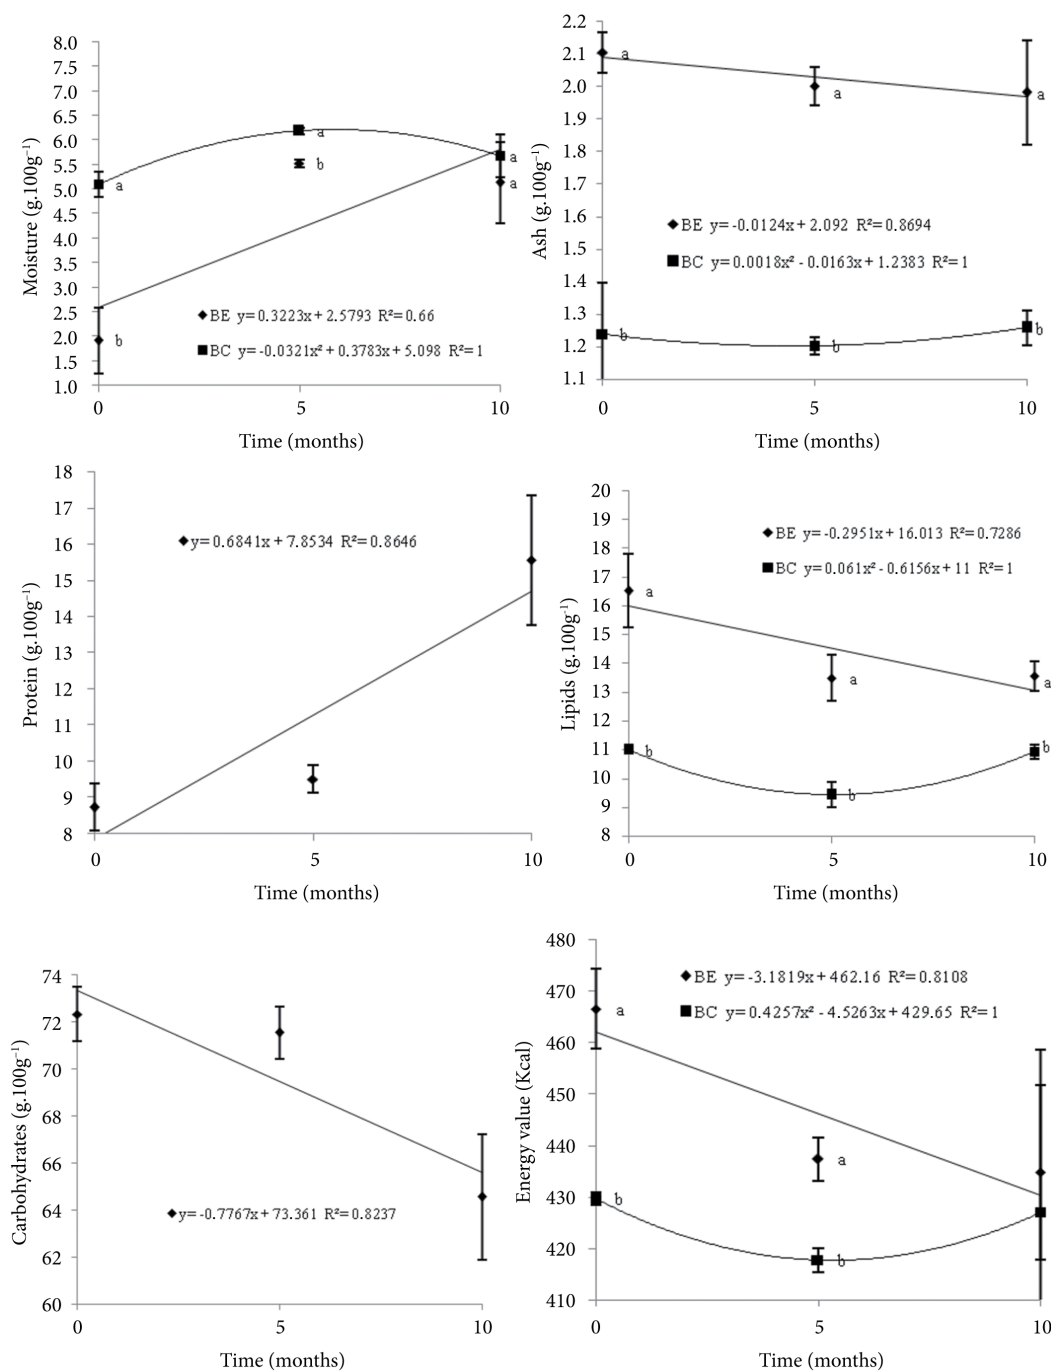 8.0
7.5
7.0
6.5
6.0
5.5
5.0
4.5
4.0
3.5
3.0
2.5
2.0
1.5
1.0
Moisture (g.100g⁻¹)
a
a
b
a
a
b
BE y=0.3223x+2.5793 R²=0.66
BC y=-0.0321x²+0.3783x+5.098 R²=1
0 5 10
Time (months)
2.2
2.1
2.0
1.9
1.8
1.7
1.6
1.5
1.4
1.3
1.2
1.1
Ash (g.100g⁻¹)
a
a
a
BE y=-0.0124x+2.092 R²=0.8694
BC y=0.0018x²-0.0163x+1.2383 R²=1
b
b
b
0 5 10
Time (months)
18
17
16
15
14
13
12
11
10
9
8
Protein (g.100g⁻¹)
y=0.6841x+7.8534 R²=0.8646
0 5 10
Time (months)
20
19
18
17
16
15
14
13
12
11
10
9
8
Lipids (g.100g⁻¹)
BE y=-0.2951x+16.013 R²=0.7286
BC y=0.061x²-0.6156x+11 R²=1
a
a
a
b
b
b
0 5 10
Time (months)
74
72
70
68
66
64
62
60
Carbohydrates (g.100g⁻¹)
y=-0.7767x+73.361 R²=0.8237
0 5 10
Time (months)
480
470
460
450
440
430
420
410
Energy value (Kcal)
BE y=-3.1819x+462.16 R²=0.8108
BC y=0.4257x²-4.5263x+429.65 R²=1
a
a
b
b
0 5 10
Time (months)